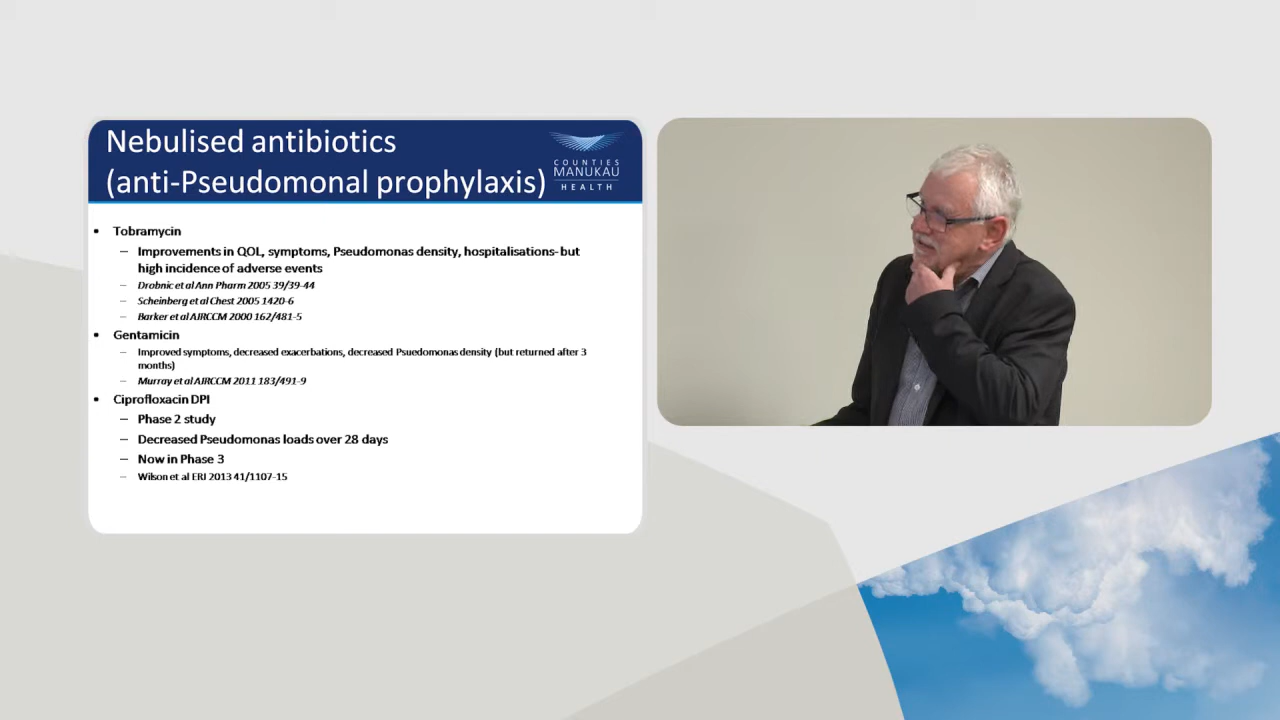 Nebulised antibiotics
(anti-Pseudomonal prophylaxis)
COUNTIES
MANUKAU
HEALTH
• Tobramycin
– Improvements in QOL, symptoms, Pseudomonas density, hospitalisations- but
high incidence of adverse events
– Drobnic et al Ann Pharm 2005 39/39-44
– Scheinberg et al Chest 2005 1420-6
– Barker et al AJRCCM 2000 162/481-5
• Gentamicin
– Improved symptoms, decreased exacerbations, decreased Psuedomonas density (but returned after 3
months)
– Murray et al AJRCCM 2011 183/491-9
• Ciprofloxacin DPI
– Phase 2 study
– Decreased Pseudomonas loads over 28 days
– Now in Phase 3
– Wilson et al ERJ 2013 41/1107-15